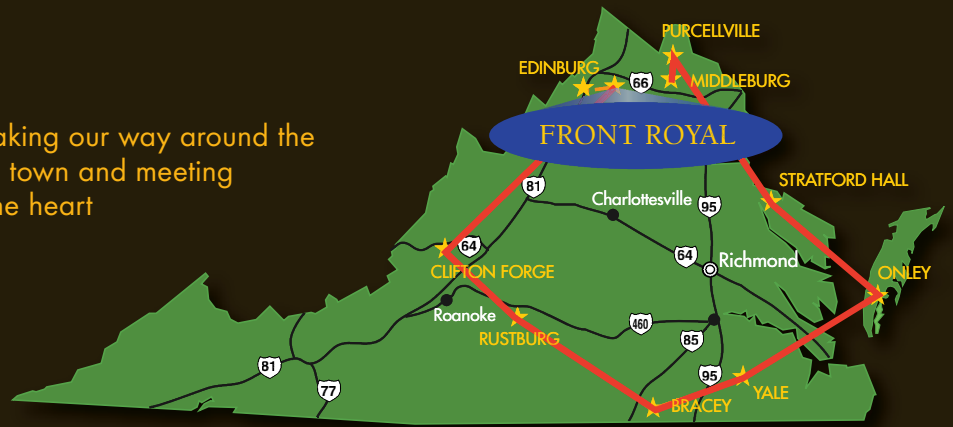 PURCELLVILLE
EDINBURG
66
MIDDLEBURG
FRONT ROYAL
aking our way around the
town and meeting
e heart
81
Charlottesville
95
STRATFORD HALL
64
64
Richmond
CLIFTON FORGE
ONLEY
Roanoke
RUSTBURG
460
85
81
77
95
YALE
BRACEY